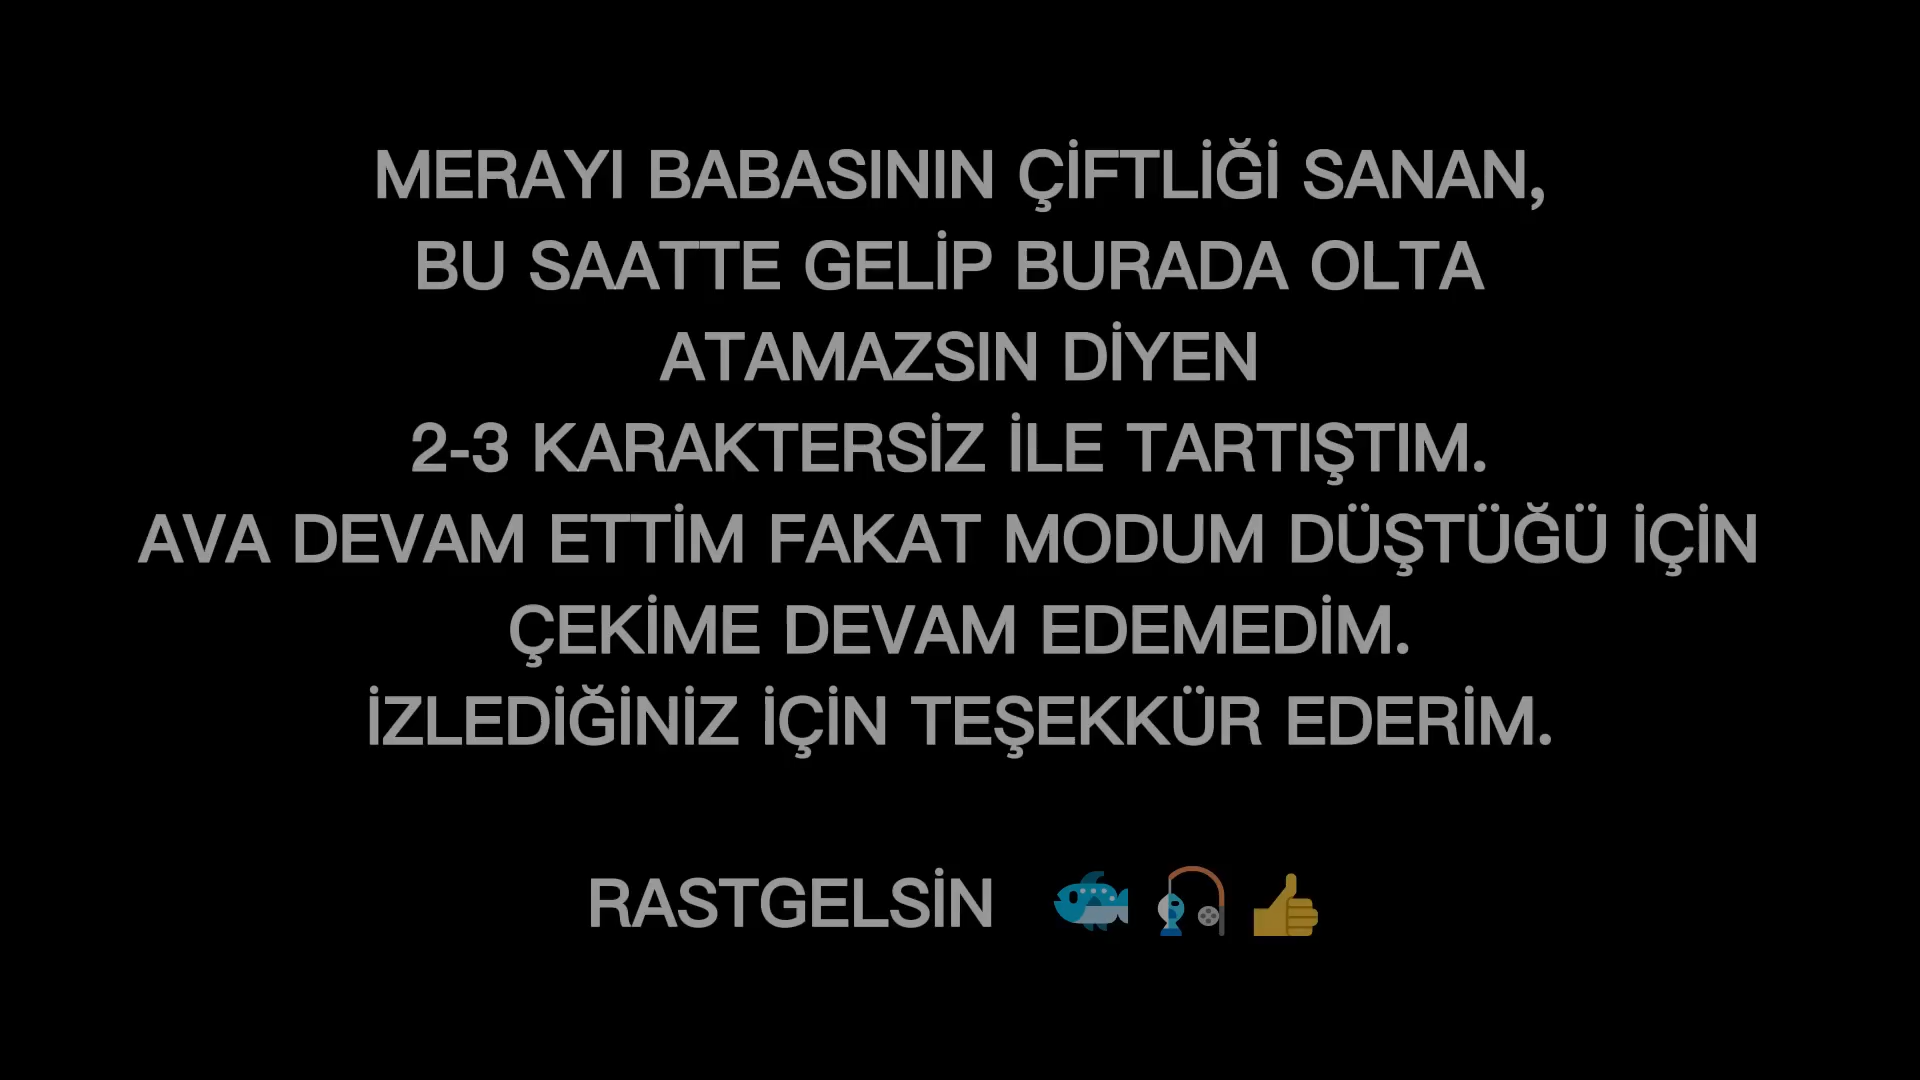 MERAYI BABASININ ÇİFTLİĞİ SANAN,
BU SAATTE GELİP BURADA OLTA
ATAMAZSIN DİYEN
2-3 KARAKTERSİZ İLE TARTIŞTIM.
AVA DEVAM ETTİM FAKAT MODUM DÜŞTÜĞÜ İÇİN
ÇEKİME DEVAM EDEMEDİM.
İZLEDİĞİNİZ İÇİN TEŞEKKÜR EDERİM.
RASTGELSİN 🐟 🎣 👍